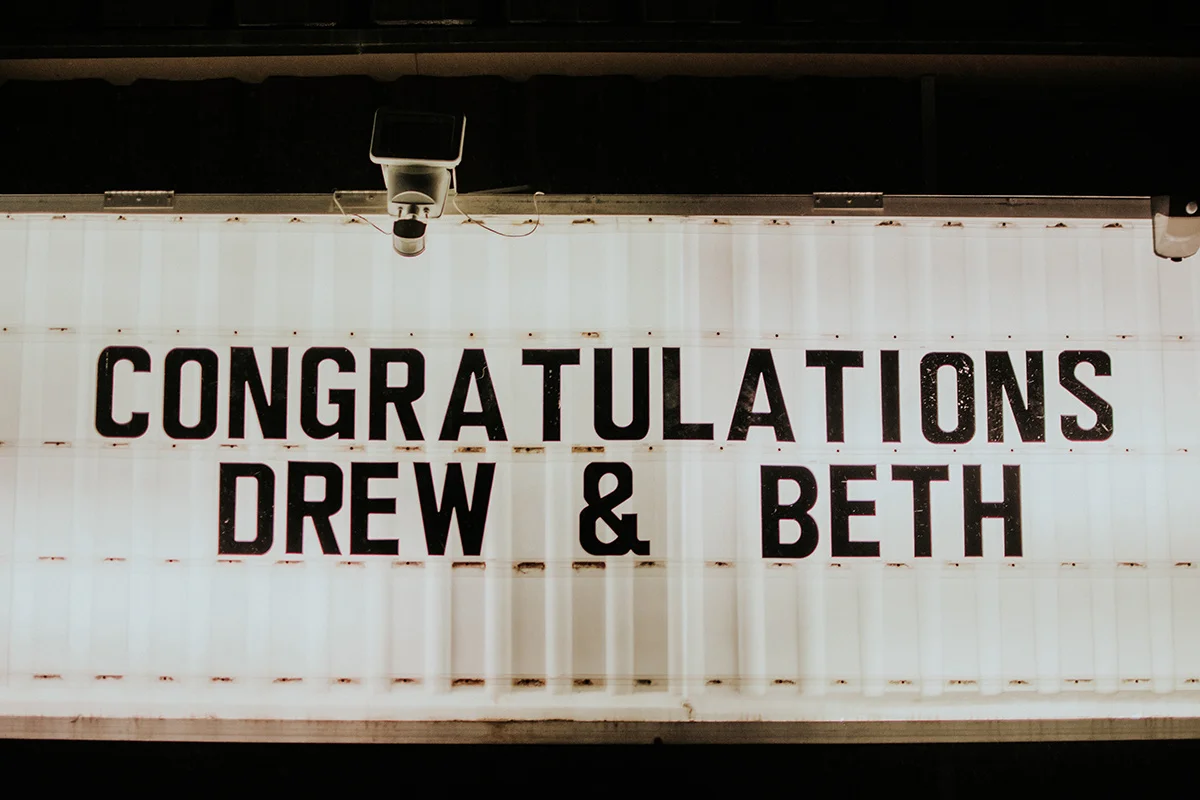 CONGRATULATIONS
DREW & BETH